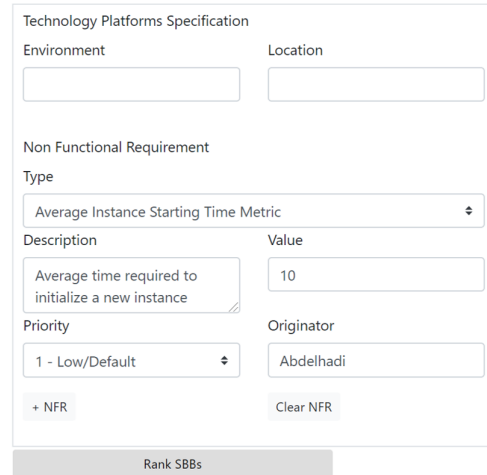 Technology Platforms Specification
Environment Location
Non Functional Requirement
Type
Average Instance Starting Time Metric
Description Value
Average time required to 10
initialize a new instance
Priority Originator
1 - Low/Default Abdelhadi
+ NFR Clear NFR
Rank SBBs